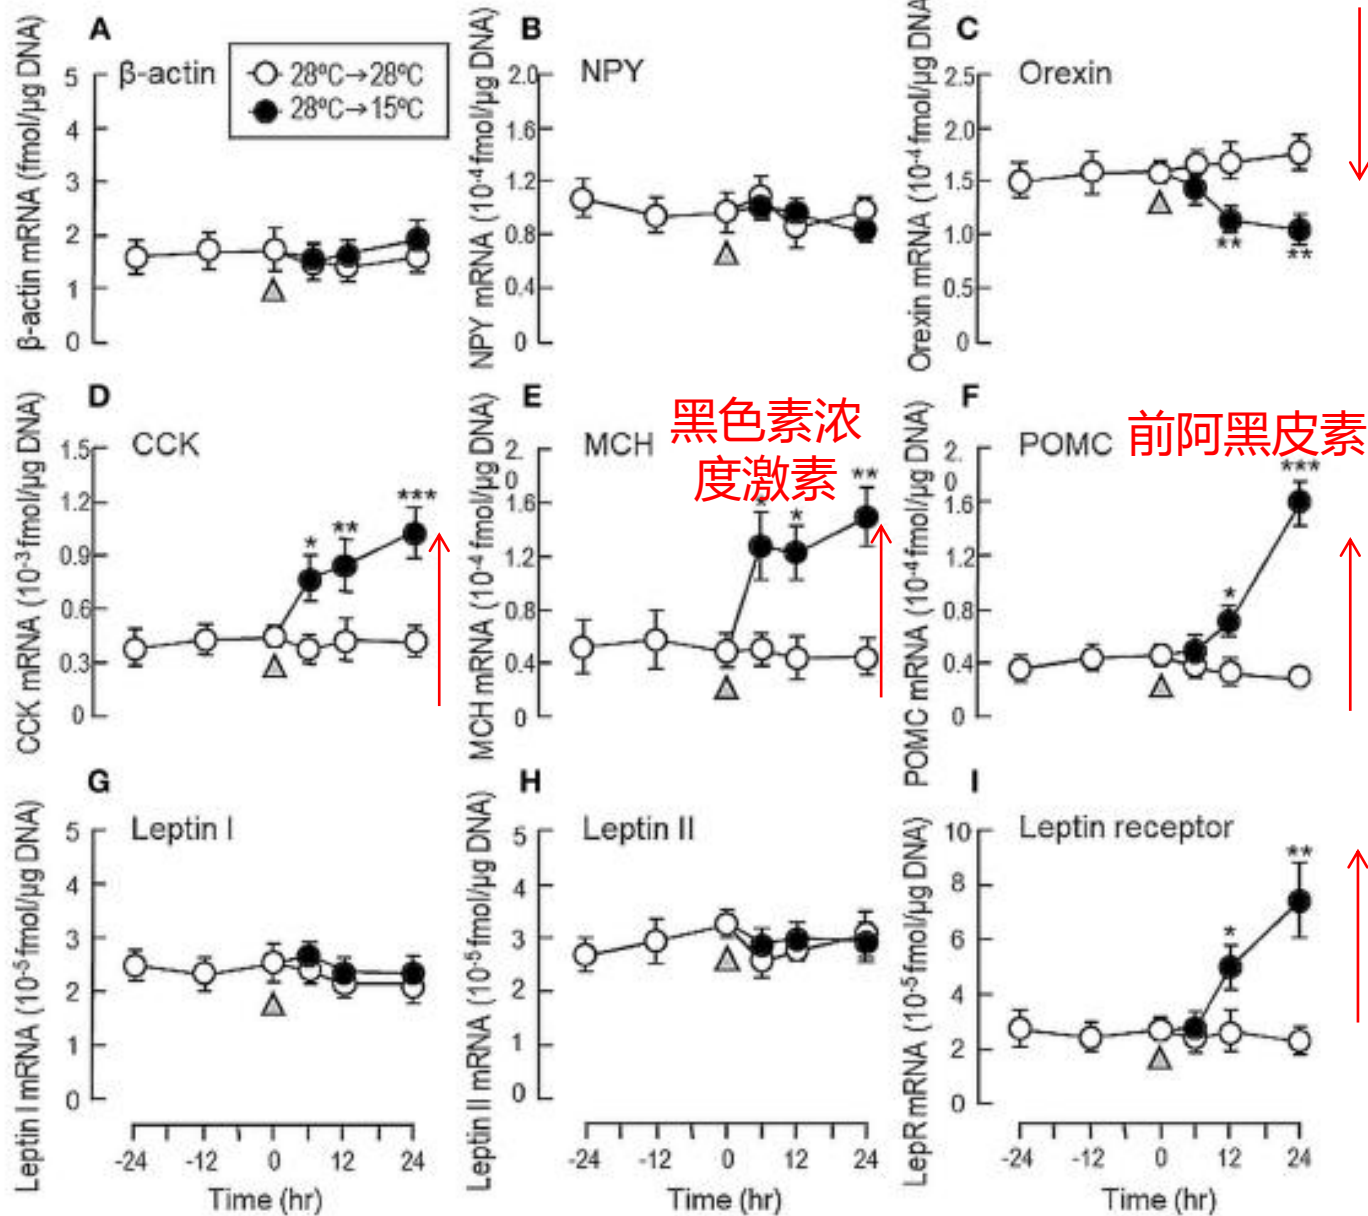 A
β-actin
28ºC→28ºC
28ºC→15ºC
β-actin mRNA (fmol/µg DNA)
5
4
3
2
1
0
B
NPY
NPY mRNA (10-4 fmol/µg DNA)
2.0
1.6
1.2
0.8
0.4
0
C
Orexin
Orexin mRNA (10-4 fmol/µg DNA)
2.5
2.0
1.5
1.0
0.5
0
**
**
D
CCK
CCK mRNA (10-3 fmol/µg DNA)
1.5
1.2
0.9
0.6
0.3
0
*
**
***
E
MCH
黑色素浓
度激素
MCH mRNA (10-4 fmol/µg DNA)
2.
0
1.6
1.2
0.8
0.4
0
*
*
**
F
POMC
前阿黑皮素
POMC mRNA (10-4 fmol/µg DNA)
2.
0
1.6
1.2
0.8
0.4
0
*
***
G
Leptin I
Leptin I mRNA (10-5 fmol/µg DNA)
5
4
3
2
1
0
-24 -12 0 12 24
Time (hr)
H
Leptin II
Leptin II mRNA (10-5 fmol/µg DNA)
5
4
3
2
1
0
-24 -12 0 12 24
Time (hr)
I
Leptin receptor
LepR mRNA (10-5 fmol/µg DNA)
10
8
6
4
2
0
*
**
-24 -12 0 12 24
Time (hr)